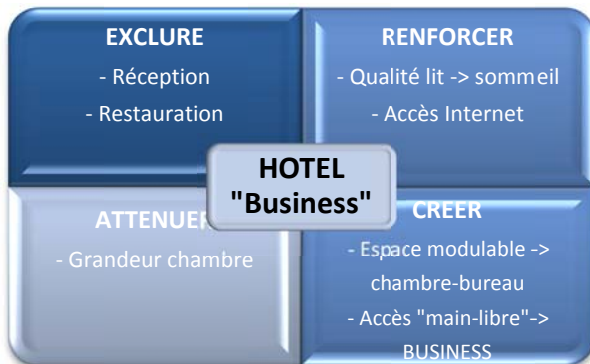 EXCLURE
- Réception
- Restauration
RENFORCER
- Qualité lit -> sommeil
- Accès Internet
HOTEL
"Business"
ATTENUER
- Grandeur chambre
CREER
- Espace modulable ->
chambre-bureau
- Accès "main-libre"->
BUSINESS